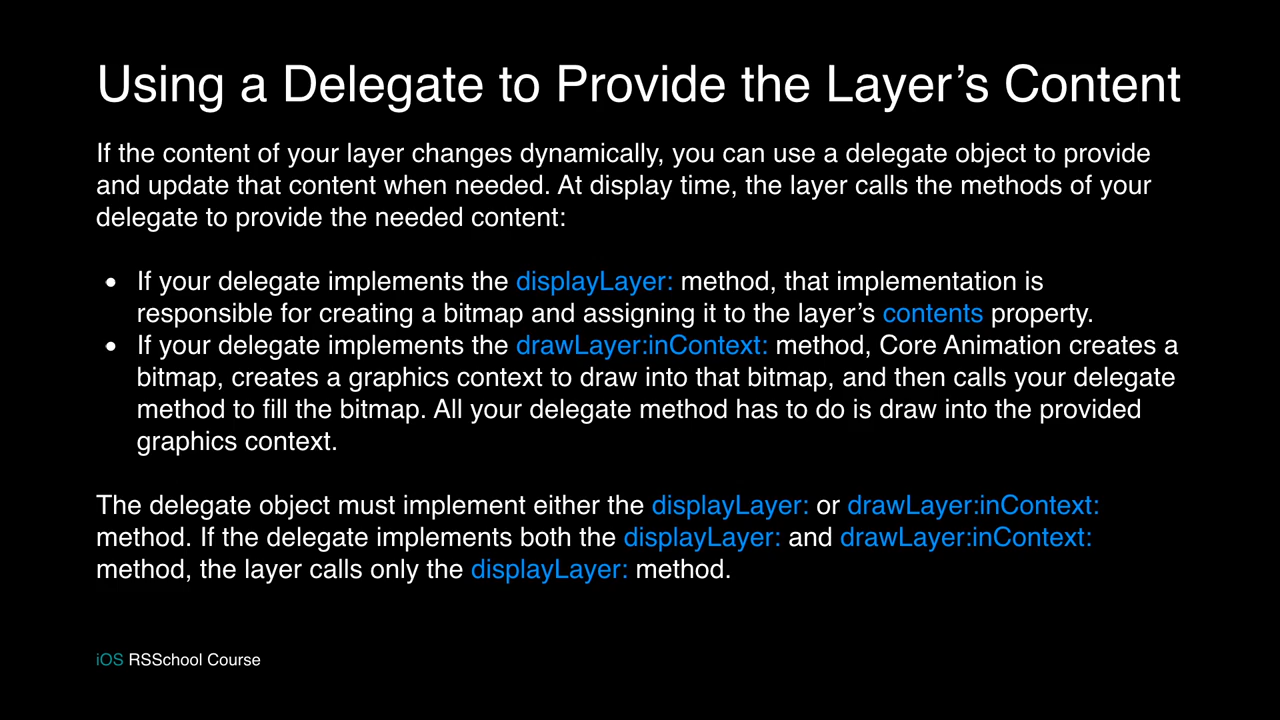 Using a Delegate to Provide the Layer’s Content
If the content of your layer changes dynamically, you can use a delegate object to provide
and update that content when needed. At display time, the layer calls the methods of your
delegate to provide the needed content:
• If your delegate implements the displayLayer: method, that implementation is
responsible for creating a bitmap and assigning it to the layer’s contents property.
• If your delegate implements the drawLayer:inContext: method, Core Animation creates a
bitmap, creates a graphics context to draw into that bitmap, and then calls your delegate
method to fill the bitmap. All your delegate method has to do is draw into the provided
graphics context.
The delegate object must implement either the displayLayer: or drawLayer:inContext:
method. If the delegate implements both the displayLayer: and drawLayer:inContext:
method, the layer calls only the displayLayer: method.
iOS RSSchool Course